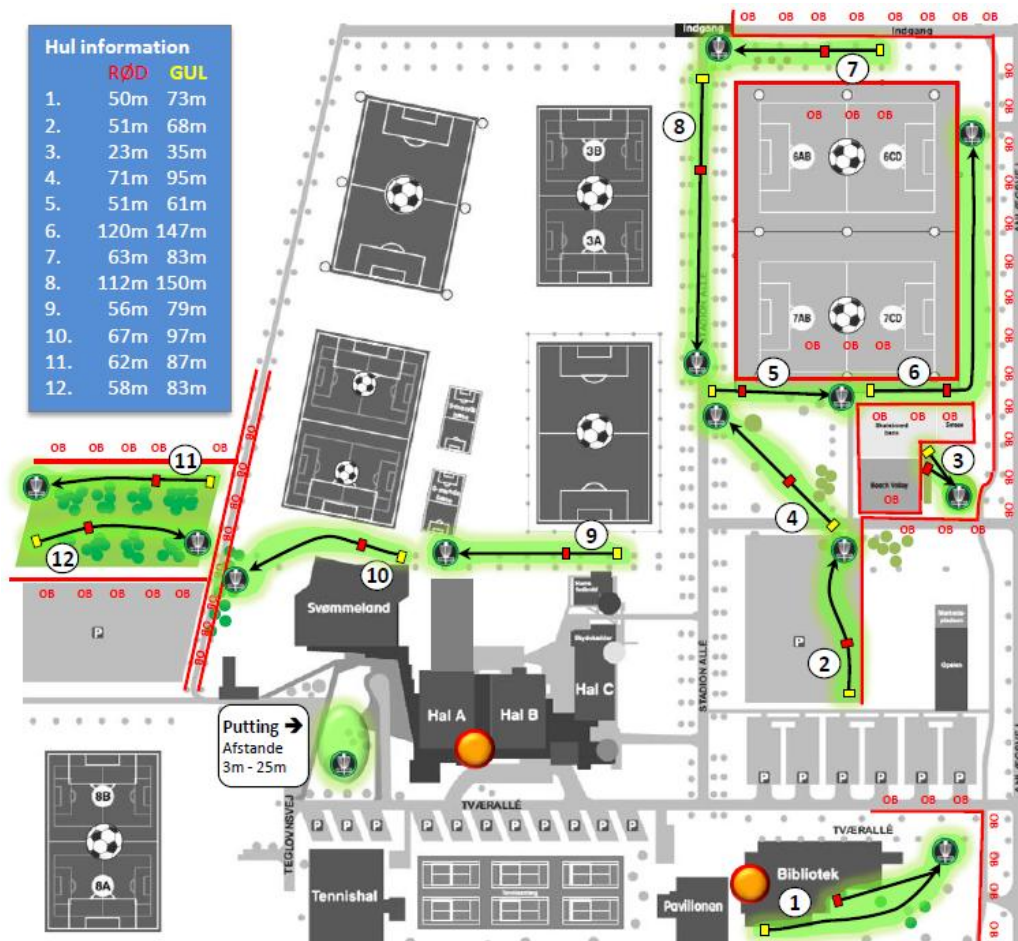 Hul information
RØD GUL
1. 50m 73m
2. 51m 68m
3. 23m 35m
4. 71m 95m
5. 51m 61m
6. 120m 147m
7. 63m 83m
8. 112m 150m
9. 56m 79m
10. 67m 97m
11. 62m 87m
12. 58m 83m
OB OB OB OB OB OB OB
Indgang
Indgang
7
8
3B
3A
OB OB OB
6AB
6CD
7AB
7CD
OB OB OB
STADION ALLÉ
5
6
OB OB OB
Skateboard
bane
Beach Volley
OB
3
4
OB OB OB
OB OB OB OB
11
12
OB OB OB OB
P
10
9
Svømmeland
Hal A
Hal B
Hal C
P
2
STADION ALLÉ
Opalen
Putting ➔
Afstande
3m - 25m
TEGLOVNSVEJ
TVÆRALLÉ
P P P
P P P P P P P P
P P P P P P
8B
8A
Tennishal
Pavillonen
OB OB OB
TVÆRALLÉ
Bibliotek
1
OB
OB
OB
OB